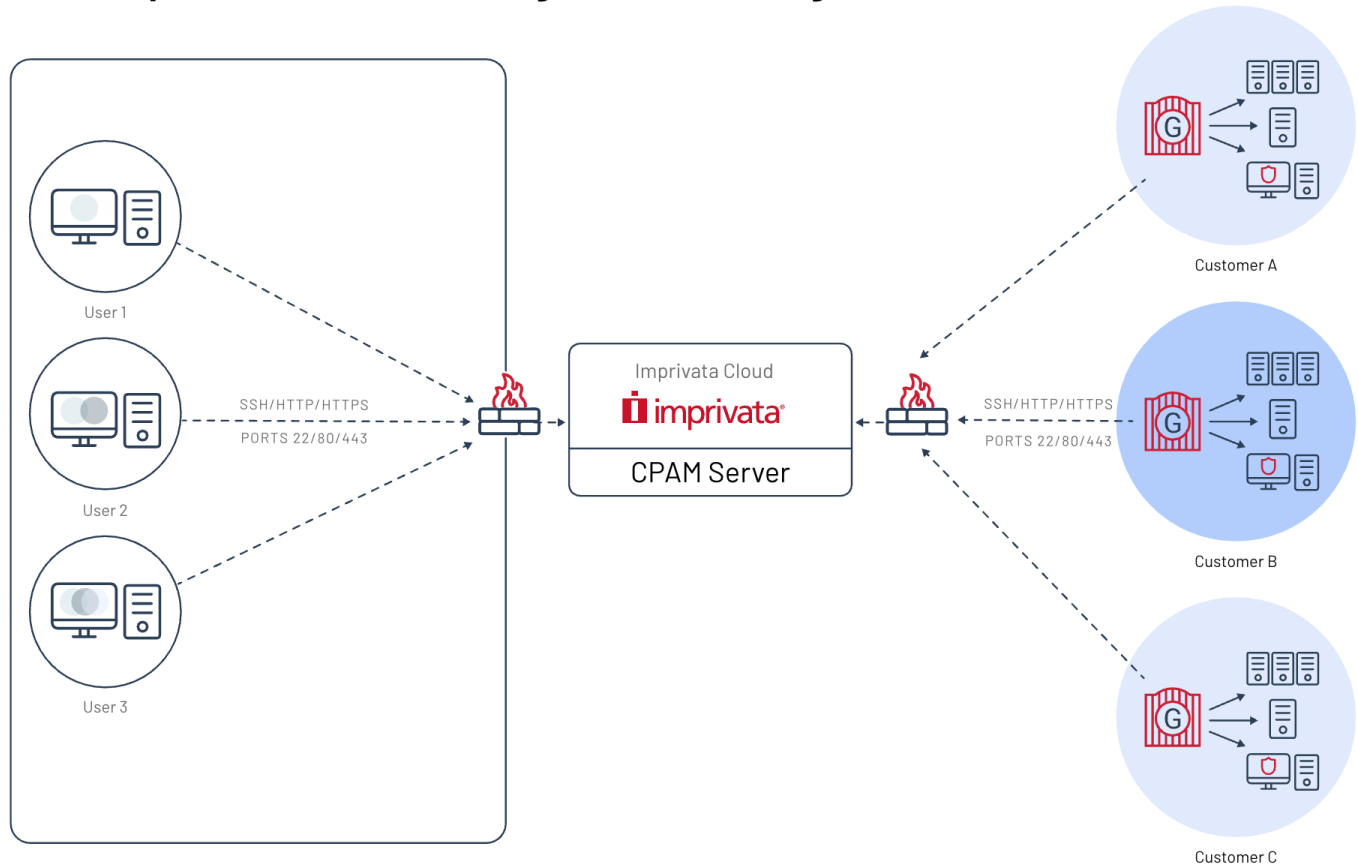 User 1
User 2
User 3
SSH/HTTP/HTTPS
PORTS 22/80/443
Imprivata Cloud
imprivata®
CPAM Server
SSH/HTTP/HTTPS
PORTS 22/80/443
G
Customer A
G
Customer B
G
Customer C